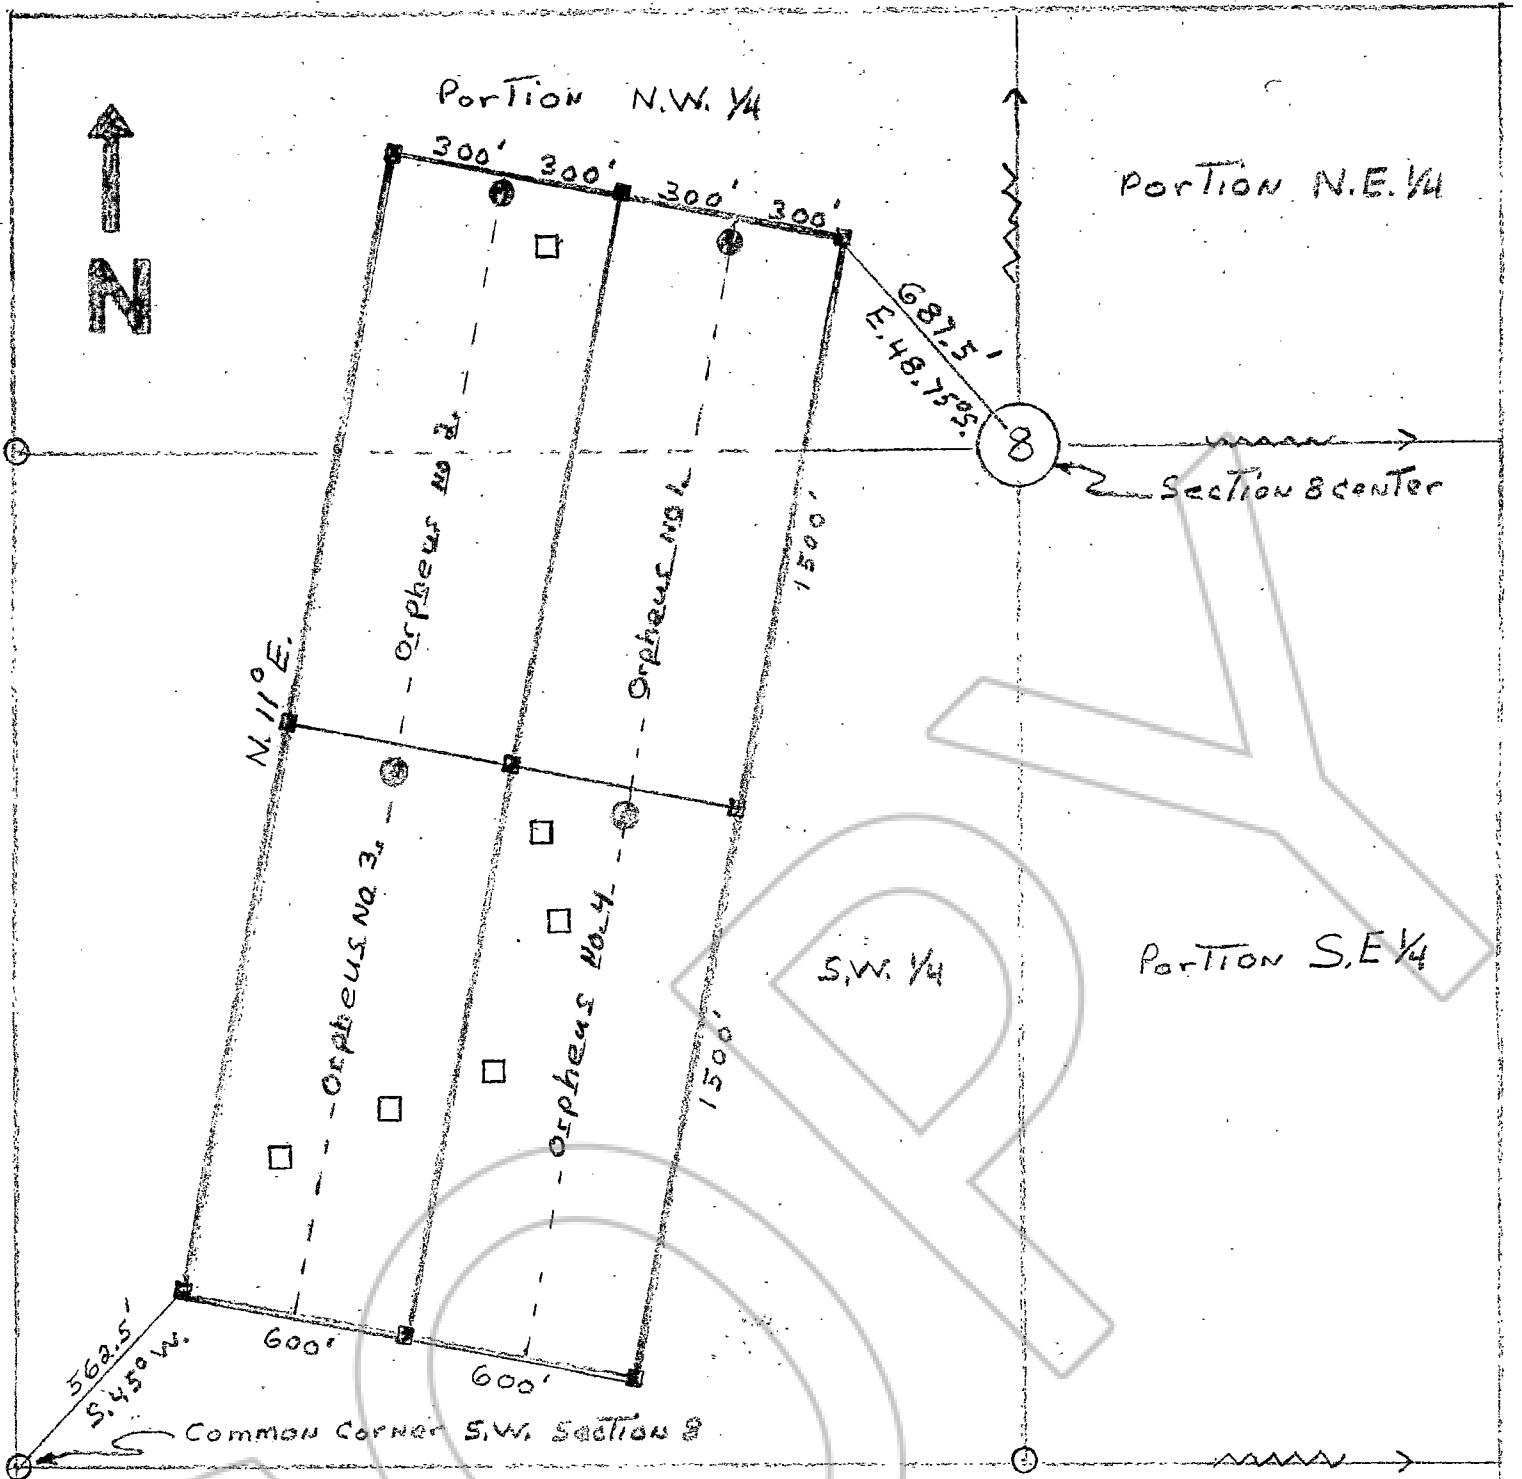 Portion N.W. 1/4
300' 300' 300' 300'
Portion N.E. 1/4
N
687.5'
E. 48.75° S.
8
Section 8 center
Orpheus No 2.
Orpheus No 1.
1500'
N. 11° E.
Orpheus No 3.
Orpheus No. 4
S.W. 1/4
Portion S.E 1/4
1500'
600'
600'
562.5'
S. 45° W.
Common Corner S.W. Section 8
COPY